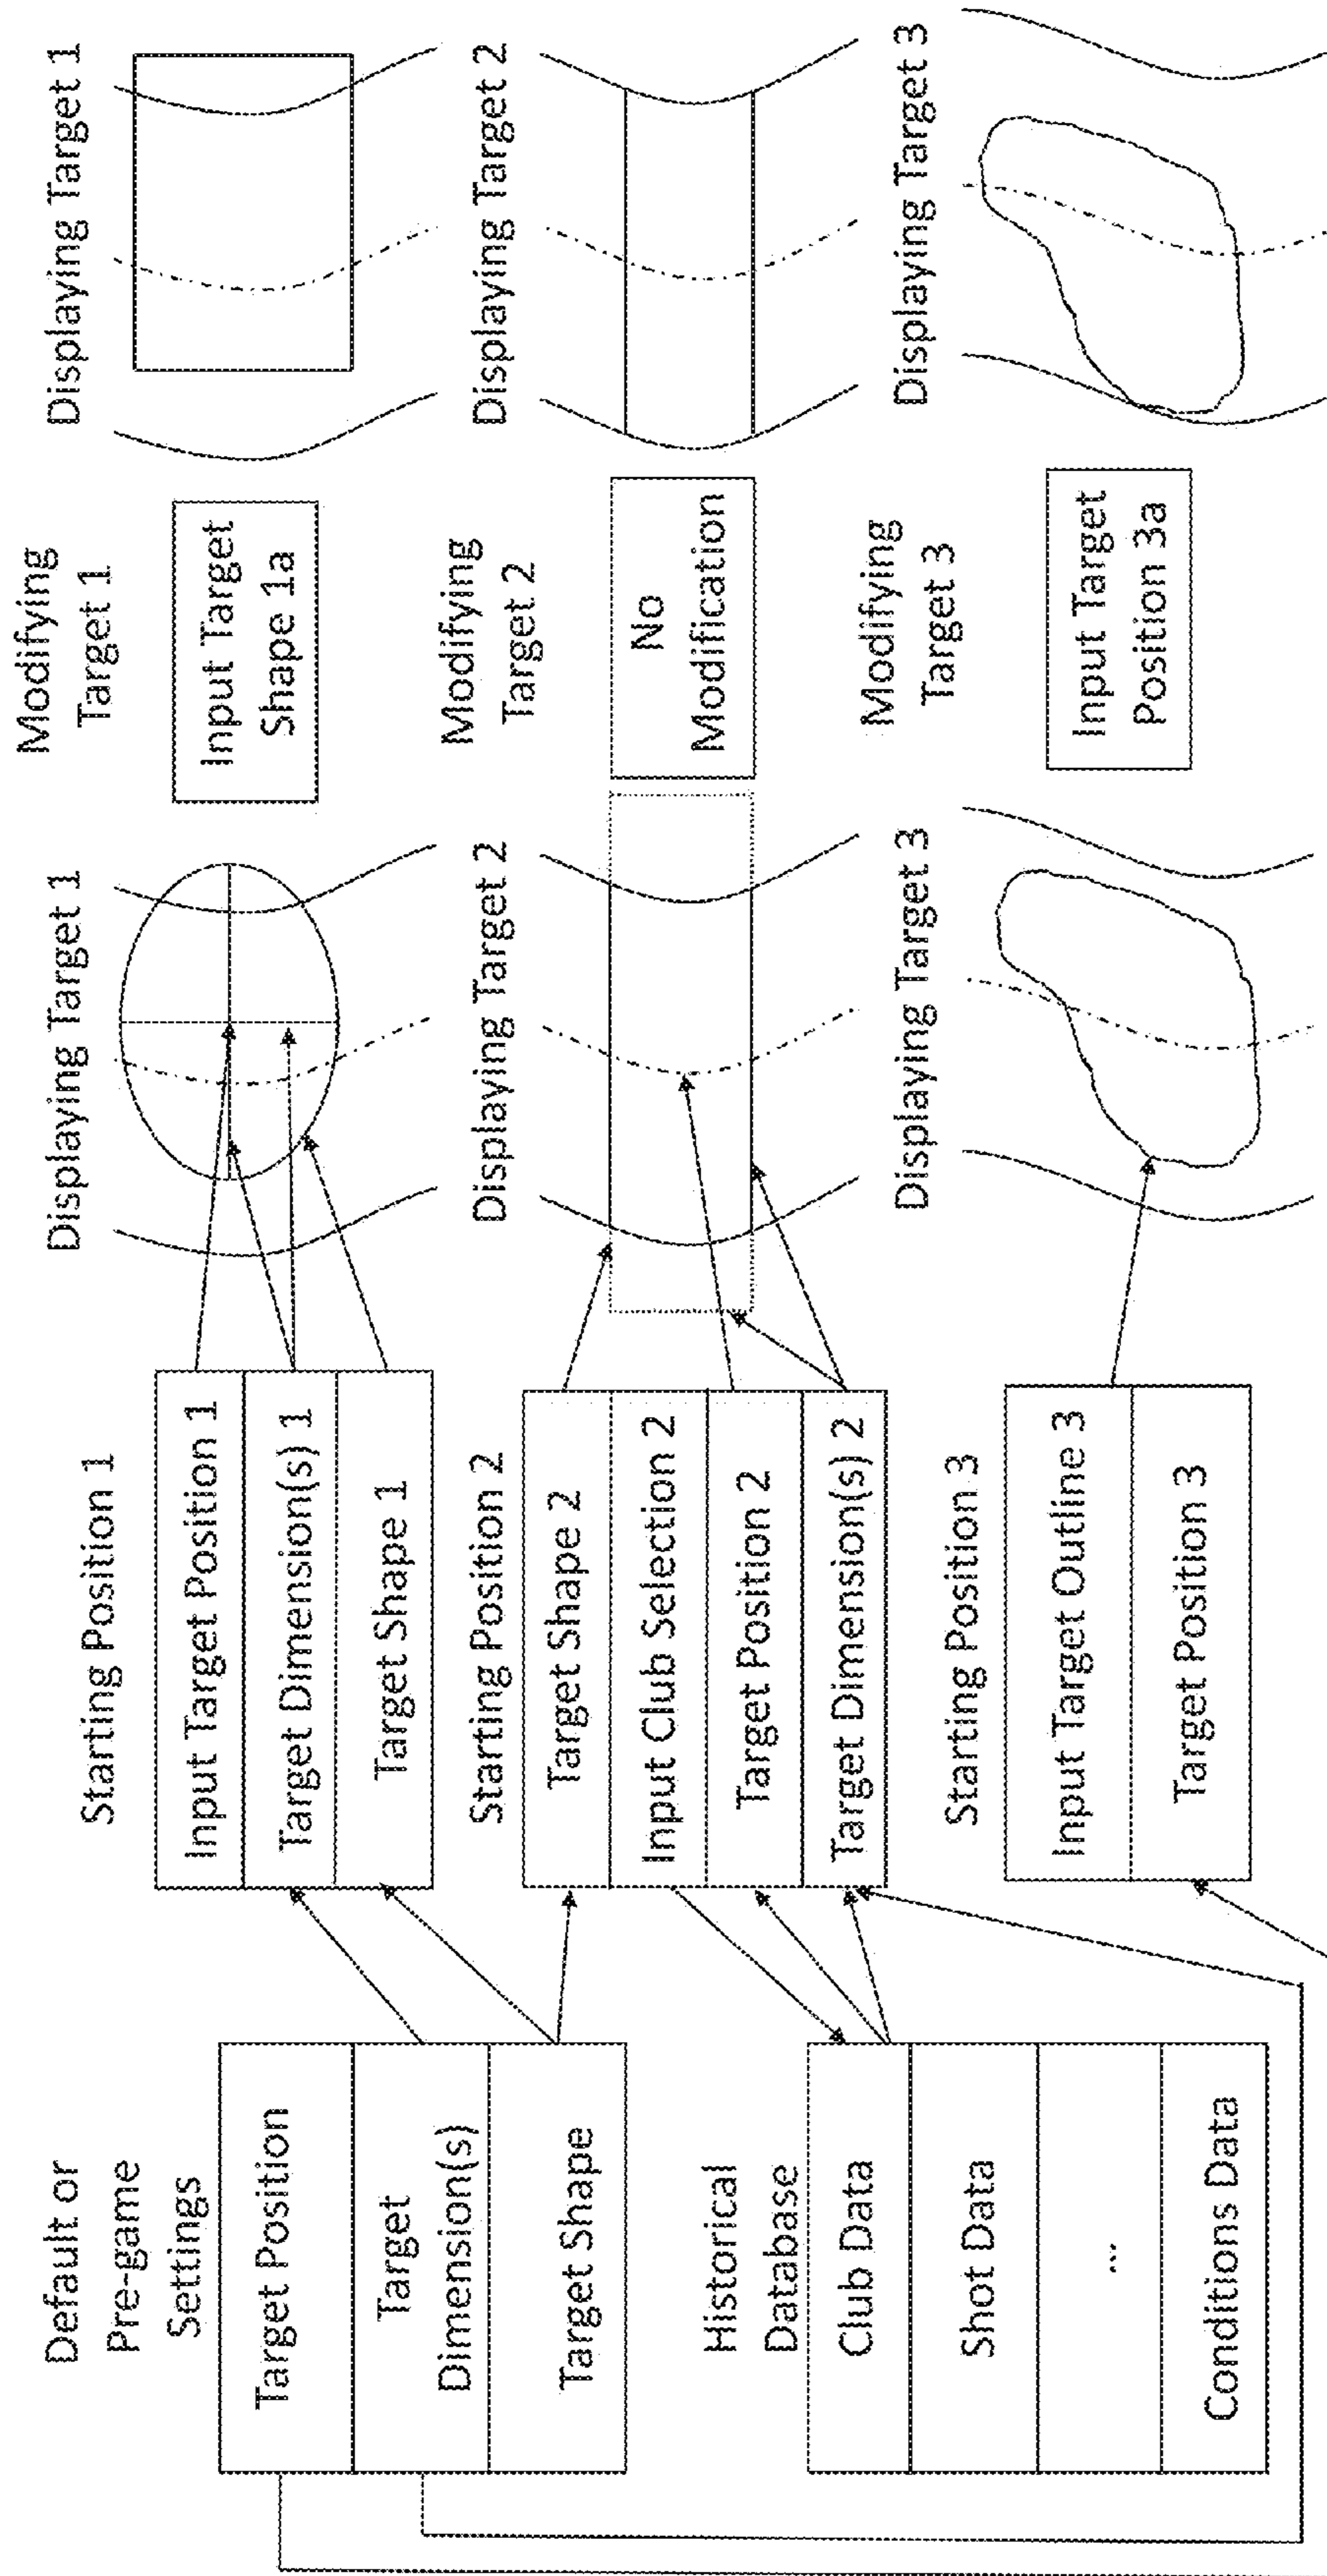 Default or
Pre-game
Settings
Target Position
Target
Dimension(s)
Target Shape
Historical
Database
Club Data
Shot Data
...
Conditions Data
Starting Position 1
Input Target Position 1
Target Dimension(s) 1
Target Shape 1
Starting Position 2
Target Shape 2
Input Club Selection 2
Target Position 2
Target Dimension(s) 2
Starting Position 3
Input Target Outline 3
Target Position 3
Displaying Target 1
Displaying Target 2
Displaying Target 3
Modifying
Target 1
Input Target
Shape 1a
Modifying
Target 2
No
Modification
Modifying
Target 3
Input Target
Position 3a
Displaying Target 1
Displaying Target 2
Displaying Target 3